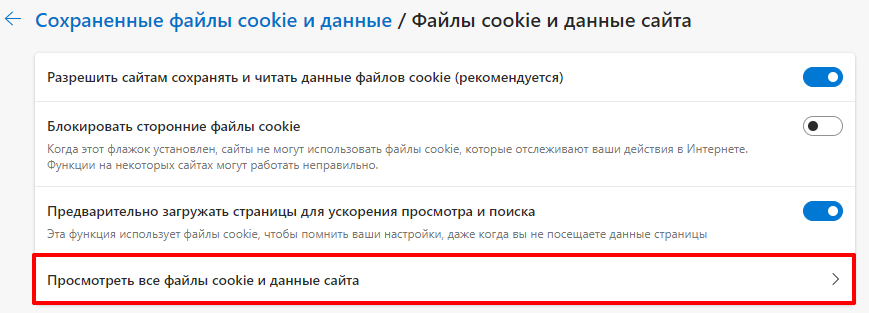 Сохраненные файлы cookie и данные / Файлы cookie и данные сайта
Разрешить сайтам сохранять и читать данные файлов cookie (рекомендуется)
Блокировать сторонние файлы cookie
Когда этот флажок установлен, сайты не могут использовать файлы cookie, которые отслеживают ваши действия в Интернете.
Функции на некоторых сайтах могут работать неправильно.
Предварительно загружать страницы для ускорения просмотра и поиска
Эта функция использует файлы cookie, чтобы помнить ваши настройки, даже когда вы не посещаете данные страницы
Просмотреть все файлы cookie и данные сайта